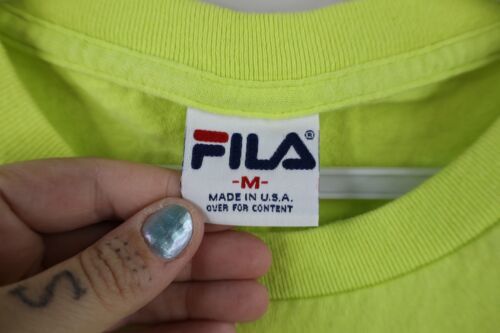 FILA®
-M-
MADE IN U.S.A.
OVER FOR CONTENT